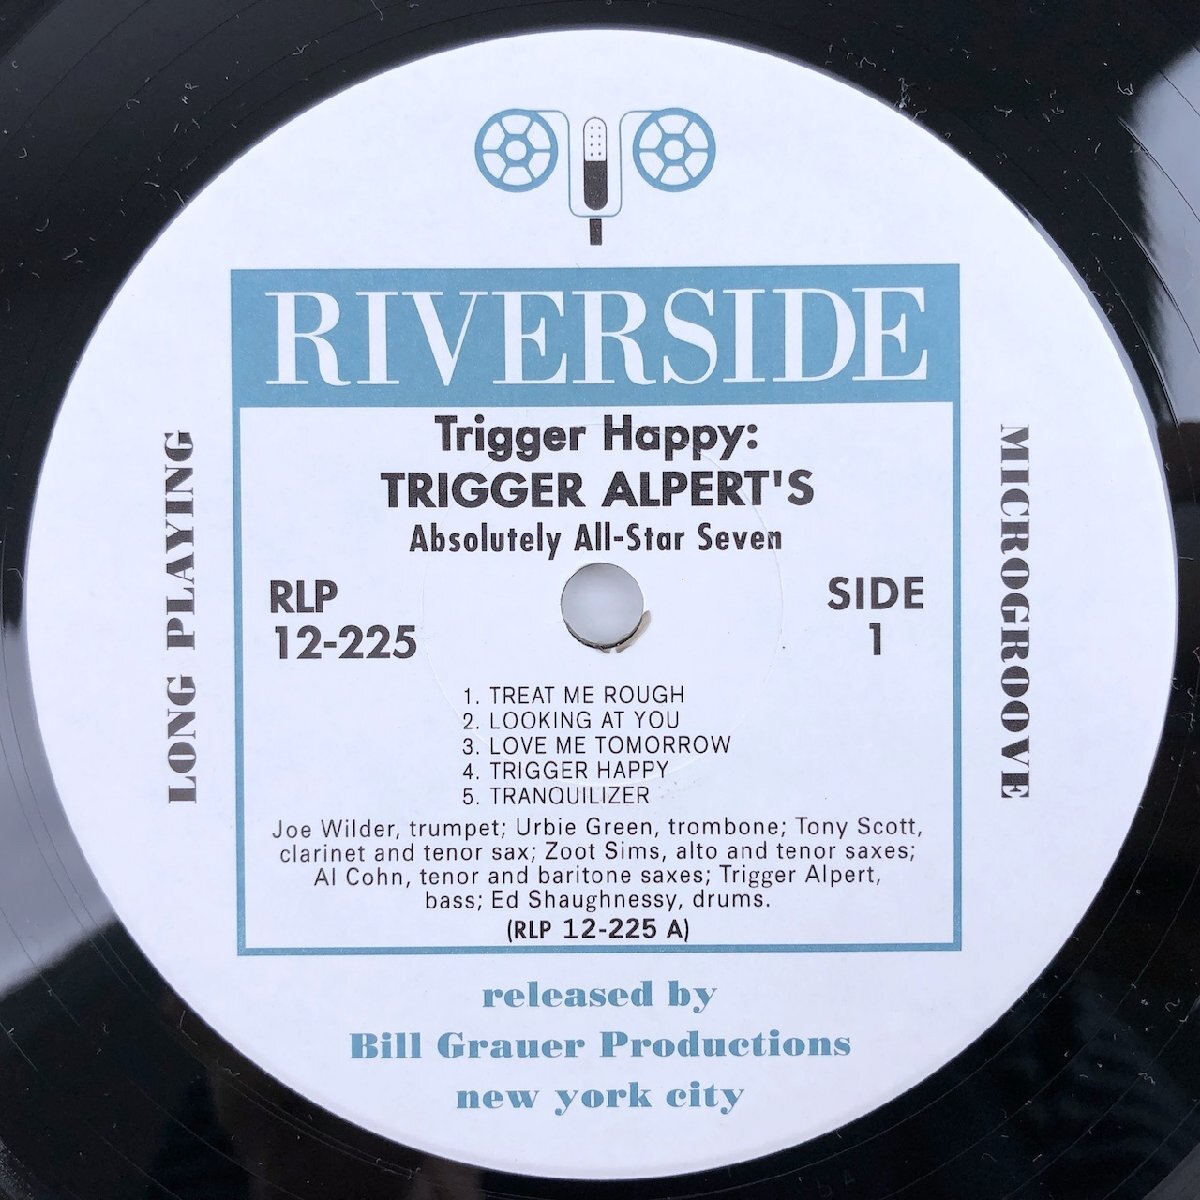 RIVERSIDE
Trigger Happy:
TRIGGER ALPERT'S
Absolutely All-Star Seven
RLP
12-225
SIDE
1
LONG PLAYING
MICROGROOVE
1. TREAT ME ROUGH
2. LOOKING AT YOU
3. LOVE ME TOMORROW
4. TRIGGER HAPPY
5. TRANQUILIZER
Joe Wilder, trumpet; Urbie Green, trombone; Tony Scott,
clarinet and tenor sax; Zoot Sims, alto and tenor saxes;
Al Cohn, tenor and baritone saxes; Trigger Alpert,
bass; Ed Shaughnessy, drums.
(RLP 12-225 A)
released by
Bill Grauer Productions
new york city